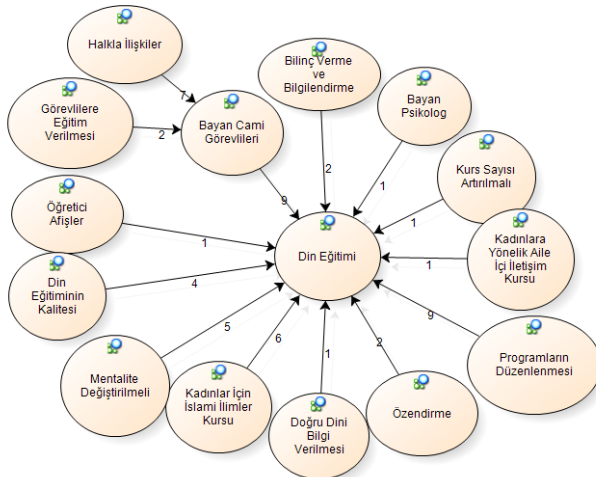 Halkla İlişkiler
7
Görevlilere
Eğitim
Verilmesi
2
Bayan Cami
Görevlileri
9
Bilinç Verme
ve
Bilgilendirme
2
Bayan
Psikolog
1
Kurs Sayısı
Artırılmalı
1
Kadınlara
Yönelik Aile
İçi İletişim
Kursu
1
Öğretici
Afişler
1
Din Eğitimi
Din
Eğitiminin
Kalitesi
4
Mentalite
Değiştirilmeli
5
Kadınlar İçin
İslami İlimler
Kursu
6
Doğru Dini
Bilgi
Verilmesi
1
Özendirme
2
Programların
Düzenlenmesi
9